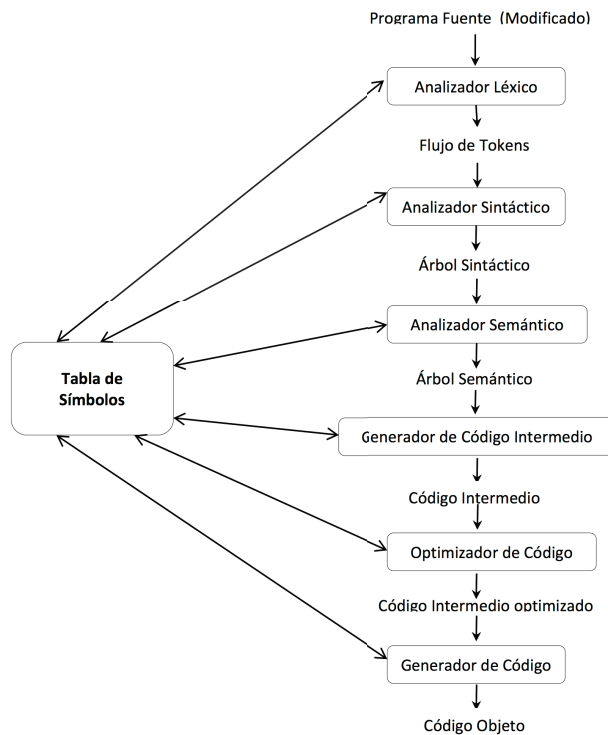 Programa Fuente (Modificado)
Analizador Léxico
Flujo de Tokens
Analizador Sintáctico
Árbol Sintáctico
Analizador Semántico
Árbol Semántico
Tabla de
Símbolos
Generador de Código Intermedio
Código Intermedio
Optimizador de Código
Código Intermedio optimizado
Generador de Código
Código Objeto